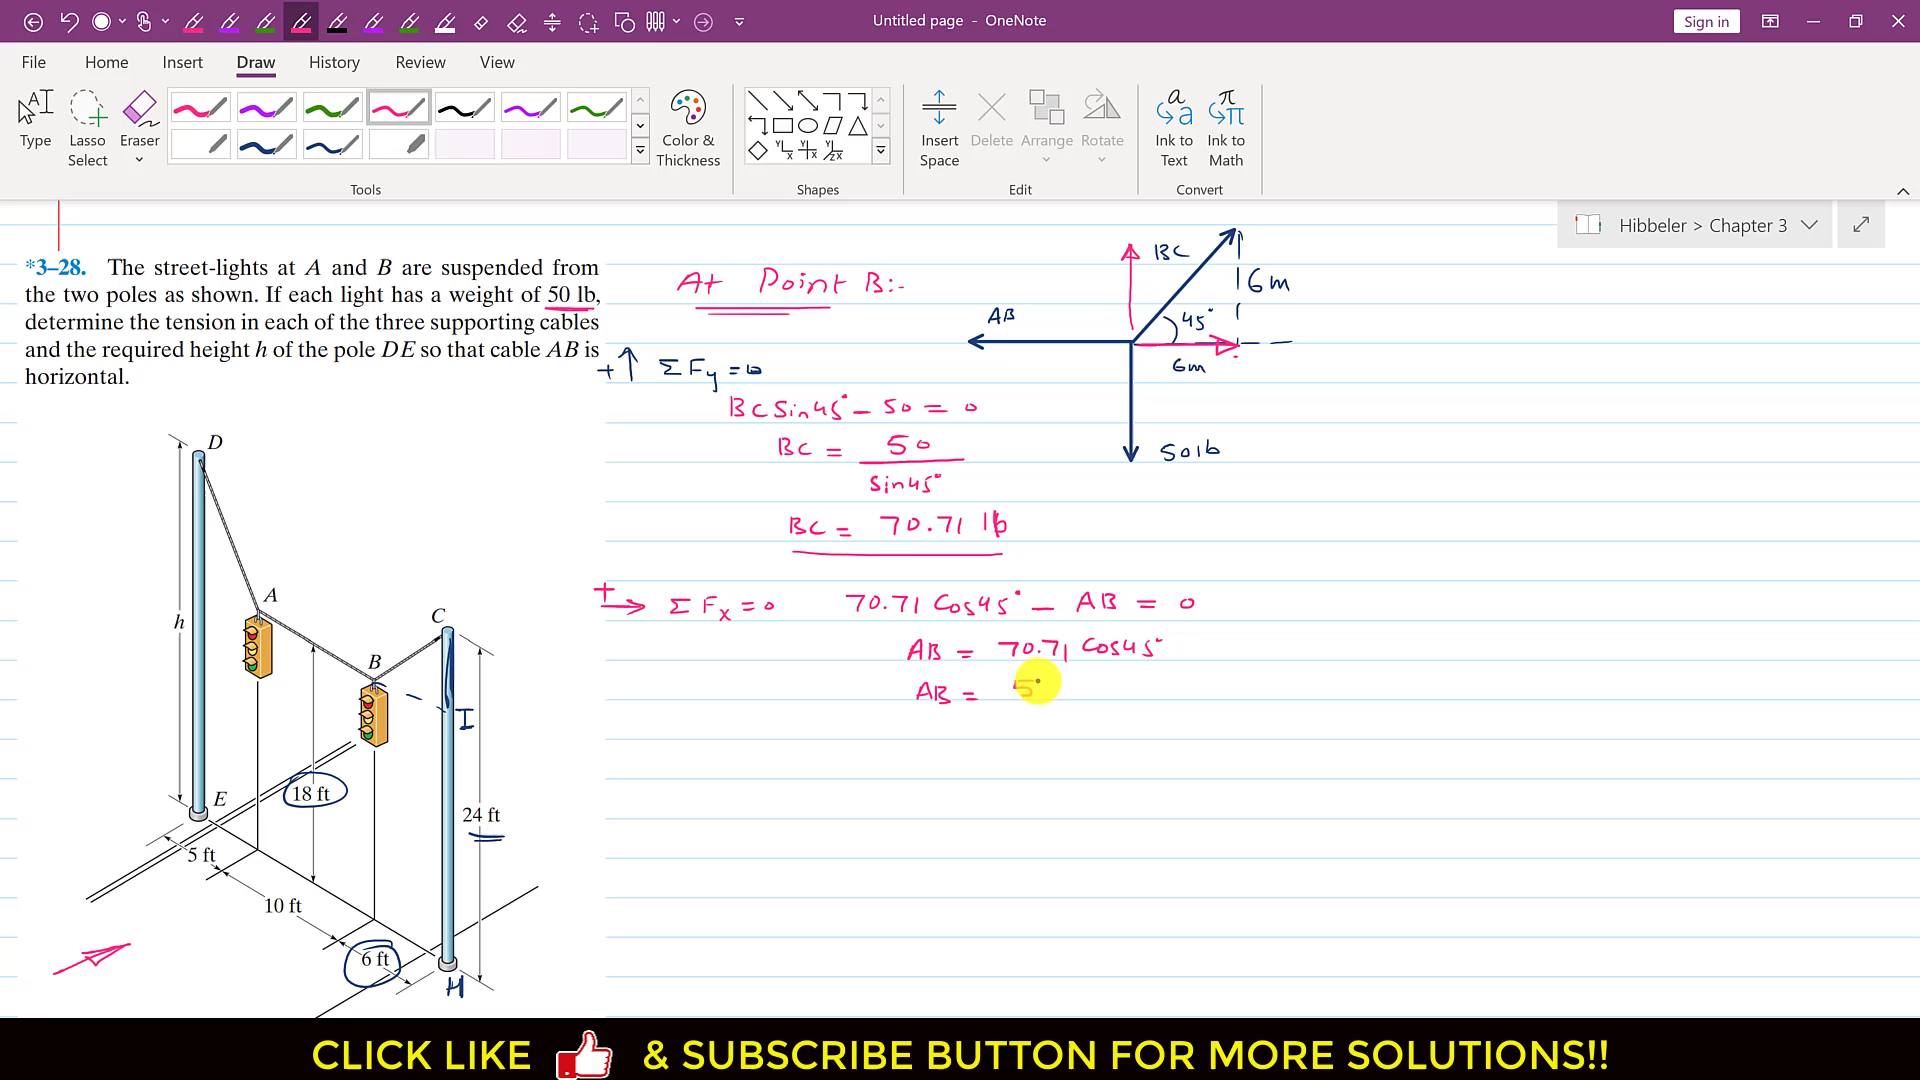 Untitled page - OneNote
Sign in
File Home Insert Draw History Review View
Type
Lasso Select
Eraser
Color & Thickness
Insert Space
Delete
Arrange
Rotate
a a
Ink to Text
π π
Ink to Math
Tools
Shapes
Edit
Convert
Hibbeler > Chapter 3
*3–28. The street-lights at A and B are suspended from
the two poles as shown. If each light has a weight of 50 lb,
determine the tension in each of the three supporting cables
and the required height h of the pole DE so that cable AB is
horizontal.
D
A
h
C
B
I
18 ft
E
24 ft
5 ft
10 ft
6 ft
H
At Point B:-
BC
6m
AB
45°
6m
50lb
+ ΣFy = 0
BCSin45° - 50 = 0
BC = 50
Sin45°
BC = 70.71 lb
+ ΣFx = 0 70.71 Cos45° - AB = 0
AB = 70.71 Cos45°
AB = 5
CLICK LIKE & SUBSCRIBE BUTTON FOR MORE SOLUTIONS!!